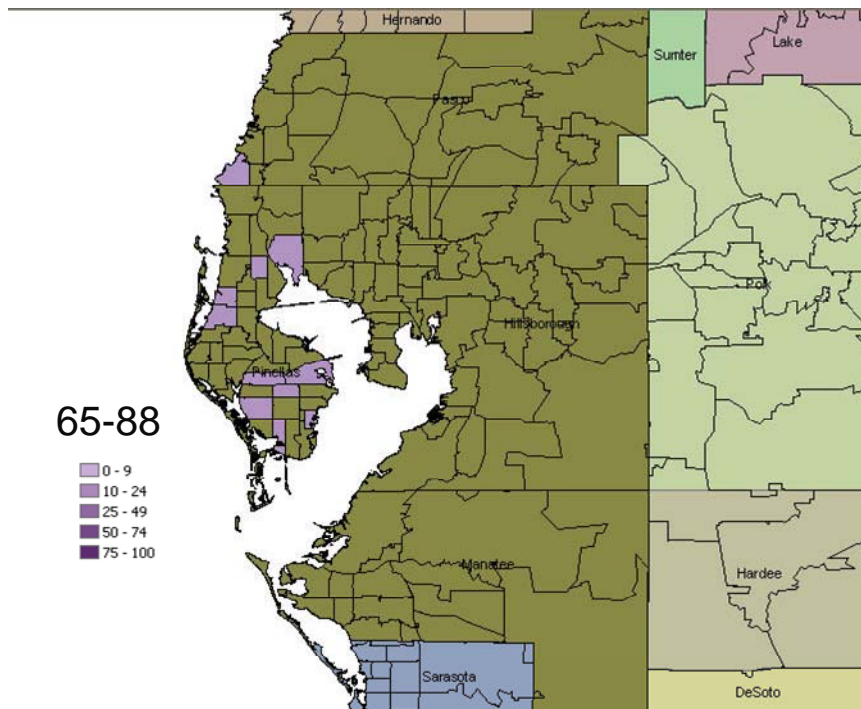 Hernando
Lake
Sumter
Pasco
Polk
Hillsborough
Pinellas
65-88
0 - 9
10 - 24
25 - 49
50 - 74
75 - 100
Manatee
Hardee
Sarasota
DeSoto